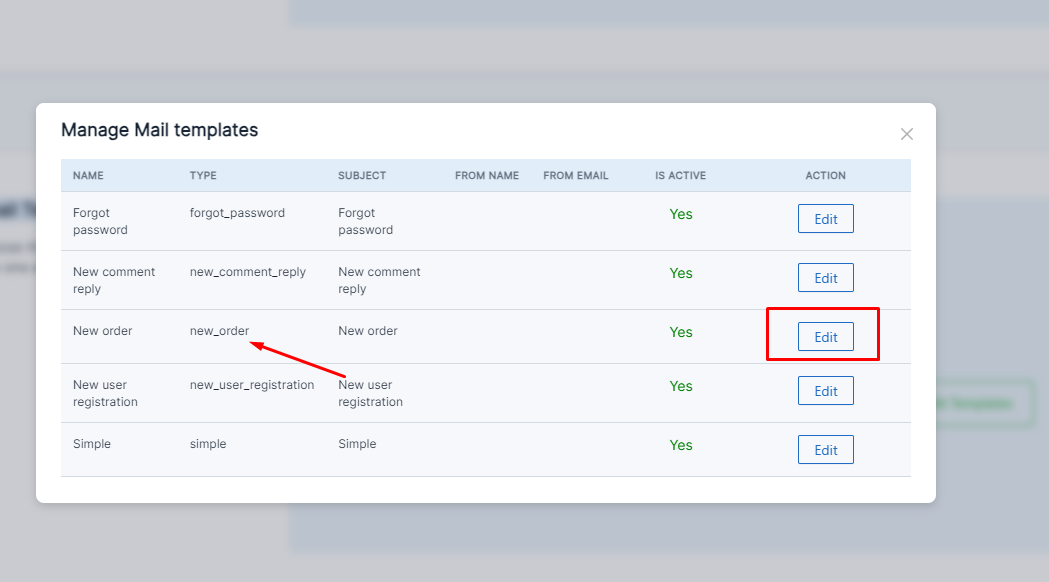 Manage Mail templates
NAME TYPE SUBJECT FROM NAME FROM EMAIL IS ACTIVE ACTION
Forgot password forgot_password Forgot password Yes Edit
New comment reply new_comment_reply New comment reply Yes Edit
New order new_order New order Yes Edit
New user registration new_user_registration New user registration Yes Edit
Simple simple Simple Yes Edit
Templates